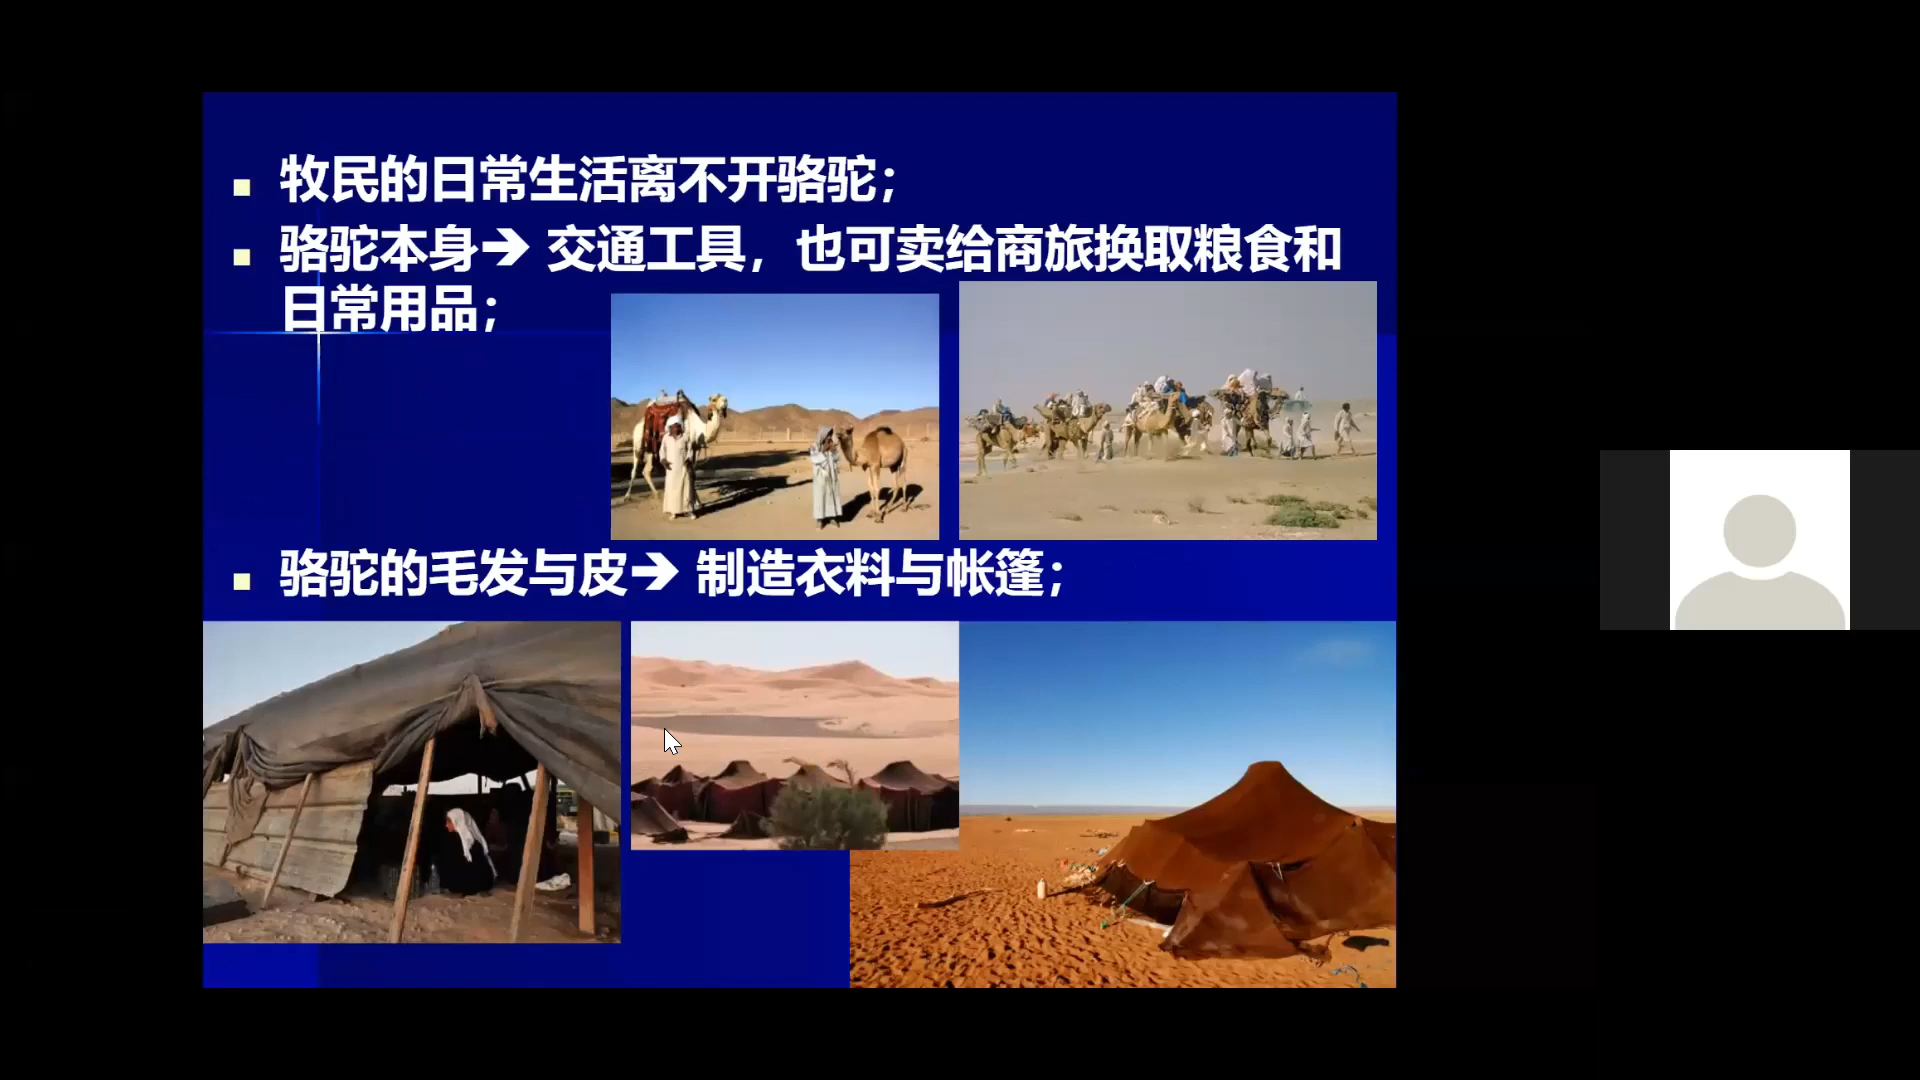 牧民的日常生活离不开骆驼；
骆驼本身➔ 交通工具，也可卖给商旅换取粮食和
日常用品；
骆驼的毛发与皮➔ 制造衣料与帐篷；